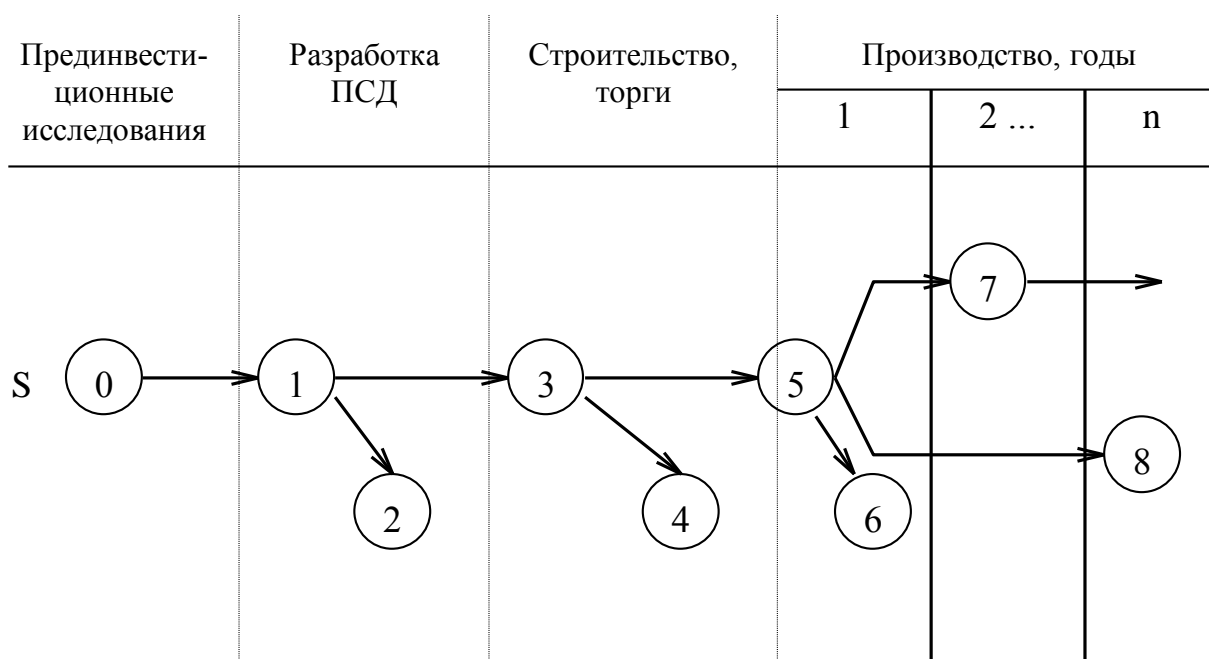 Прединвести-
ционные
исследования
Разработка
ПСД
Строительство,
торги
Производство, годы
1
2 ...
n
7
S
0
1
3
5
8
2
4
6